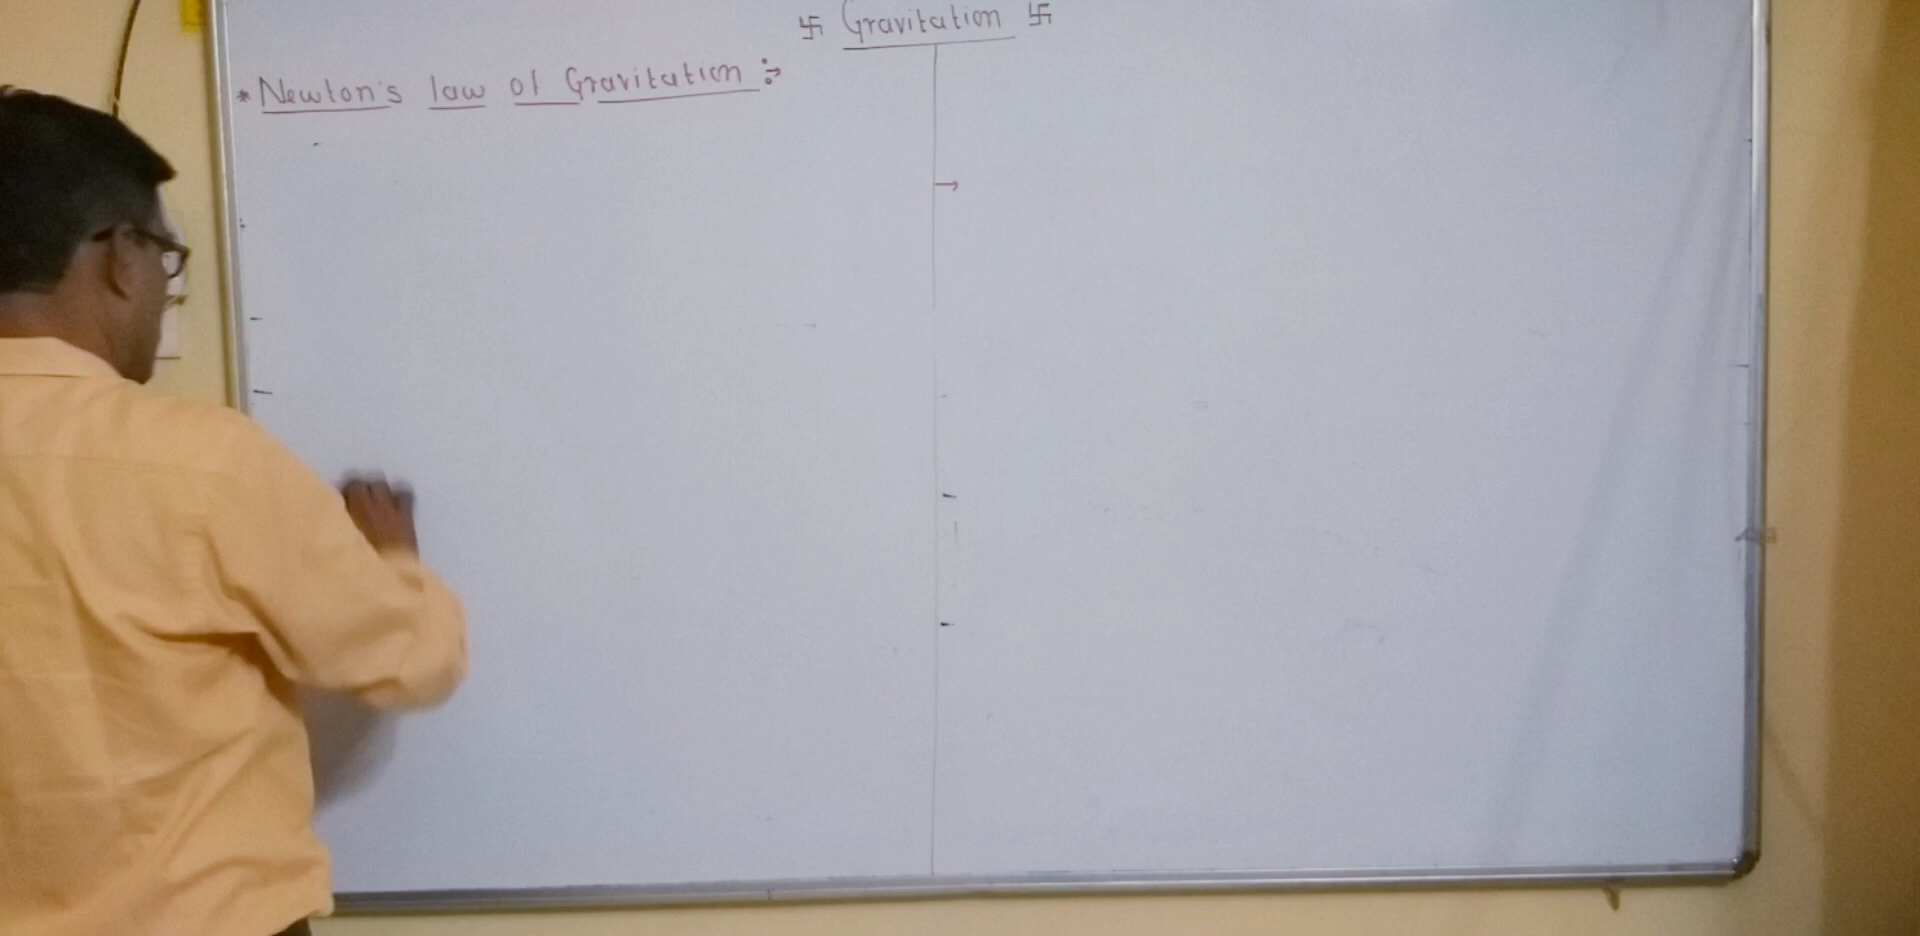 卐 Gravitation 卐
* Newton's law of Gravitation :→
→